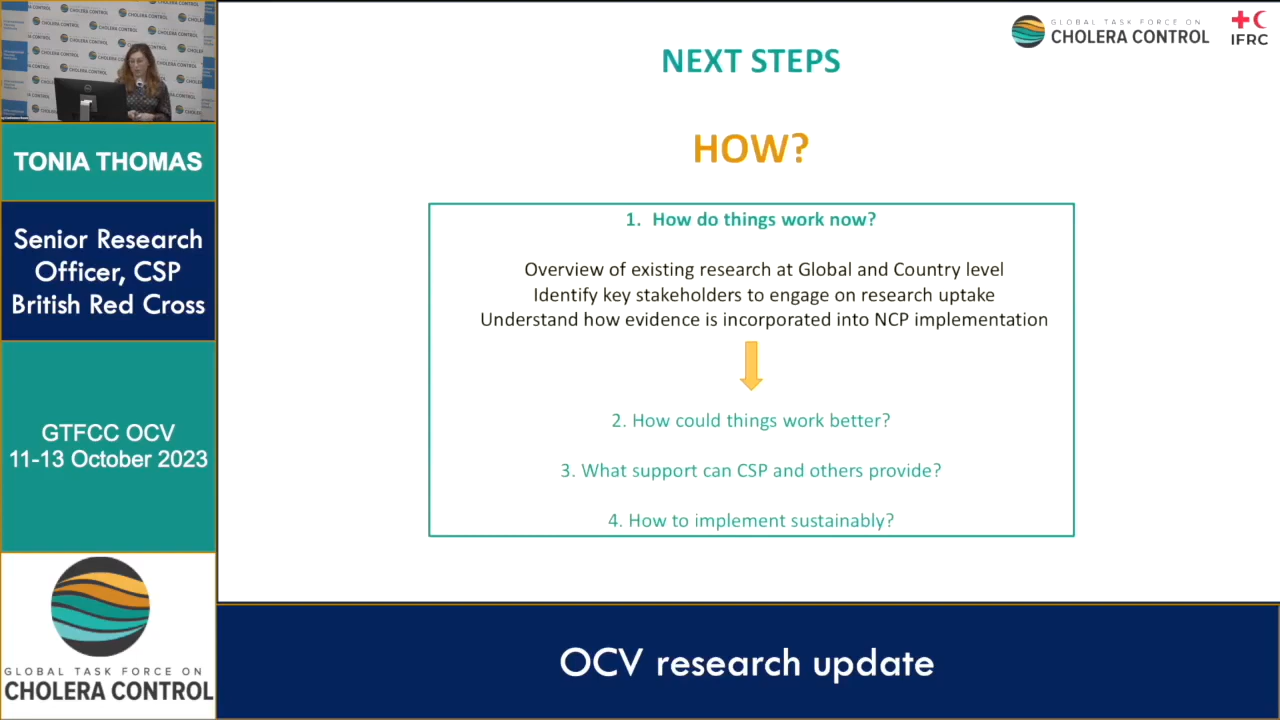 TONIA THOMAS
Senior Research
Officer, CSP
British Red Cross
GTFCC OCV
11-13 October 2023
GLOBAL TASK FORCE ON
CHOLERA CONTROL
GLOBAL TASK FORCE ON
CHOLERA CONTROL
IFRC
NEXT STEPS
HOW?
1. How do things work now?
Overview of existing research at Global and Country level
Identify key stakeholders to engage on research uptake
Understand how evidence is incorporated into NCP implementation
2. How could things work better?
3. What support can CSP and others provide?
4. How to implement sustainably?
OCV research update